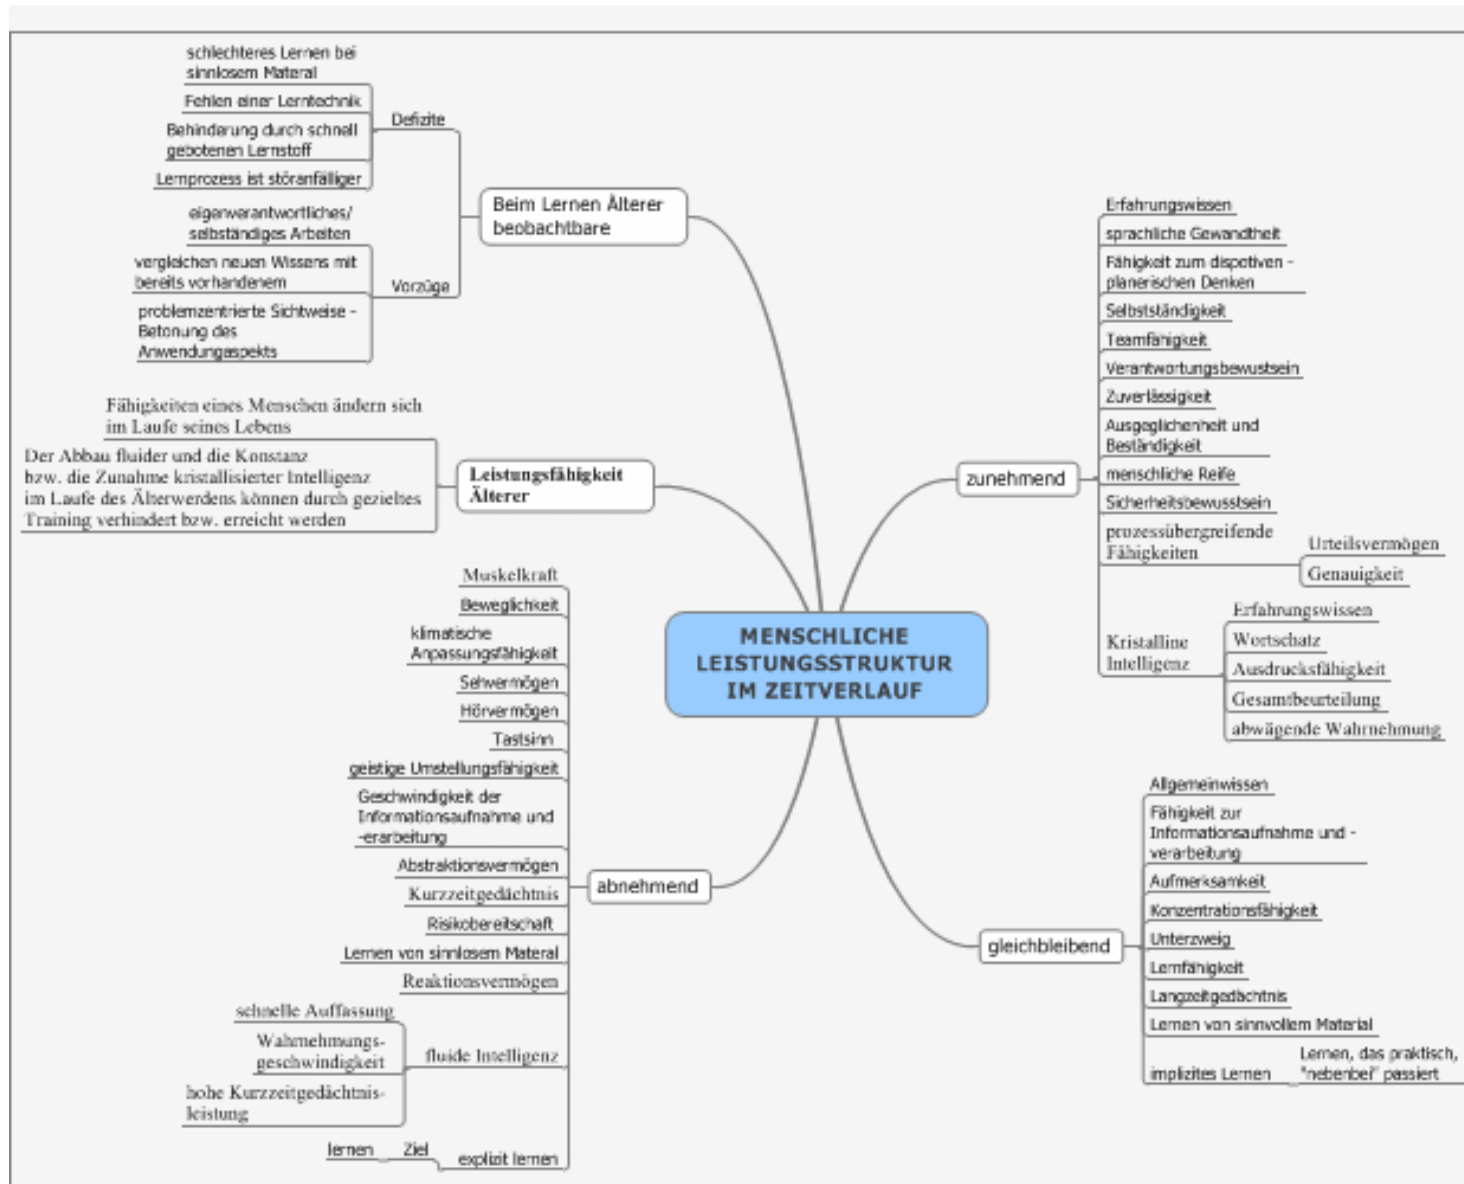 schlechteres Lernen bei
sinnlosem Materal
Fehlen einer Lerntechnik
Behinderung durch schnell
gebotenen Lernstoff
Lernprozess ist störanfälliger
Defizite
eigenverantwortliches/
selbständiges Arbeiten
vergleichen neuen Wissens mit
bereits vorhandenem
problemzentrierte Sichtweise -
Betonung des
Anwendungaspekts
Vorzüge
Beim Lernen Älterer
beobachtbare
Fähigkeiten eines Menschen ändern sich
im Laufe seines Lebens
Der Abbau fluider und die Konstanz
bzw. die Zunahme kristallisierter Intelligenz
im Laufe des Älterwerdens können durch gezieltes
Training verhindert bzw. erreicht werden
Leistungsfähigkeit
Älterer
MENSCHLICHE
LEISTUNGSSTRUKTUR
IM ZEITVERLAUF
Muskelkraft
Beweglichkeit
klimatische
Anpassungsfähigkeit
Sehvermögen
Hörvermögen
Tastsinn
geistige Umstellungsfähigkeit
Geschwindigkeit der
Informationsaufnahme und
-erarbeitung
Abstraktionsvermögen
Kurzzeitgedächtnis
Risikobereitschaft
Lernen von sinnlosem Materal
Reaktionsvermögen
schnelle Auffassung
Wahrnehmungs-
geschwindigkeit
hohe Kurzzeitgedächtnis-
leistung
fluide Intelligenz
lernen
Ziel
explizit lernen
abnehmend
zunehmend
Erfahrungswissen
sprachliche Gewandtheit
Fähigkeit zum dispotiven -
planerischen Denken
Selbstständigkeit
Teamfähigkeit
Verantwortungsbewustsein
Zuverlässigkeit
Ausgeglichenheit und
Beständigkeit
menschliche Reife
Sicherheitsbewusstsein
prozessübergreifende
Fähigkeiten
Urteilsvermögen
Genauigkeit
Kristalline
Intelligenz
Erfahrungswissen
Wortschatz
Ausdrucksfähigkeit
Gesamtbeurteilung
abwägende Wahrnehmung
gleichbleibend
Allgemeinwissen
Fähigkeit zur
Informationsaufnahme und -
verarbeitung
Aufmerksamkeit
Konzentrationsfähigkeit
Unterzweig
Lernfähigkeit
Langzeitgedächtnis
Lernen von sinnvollem Material
implizites Lernen
Lernen, das praktisch,
"nebenbei" passiert